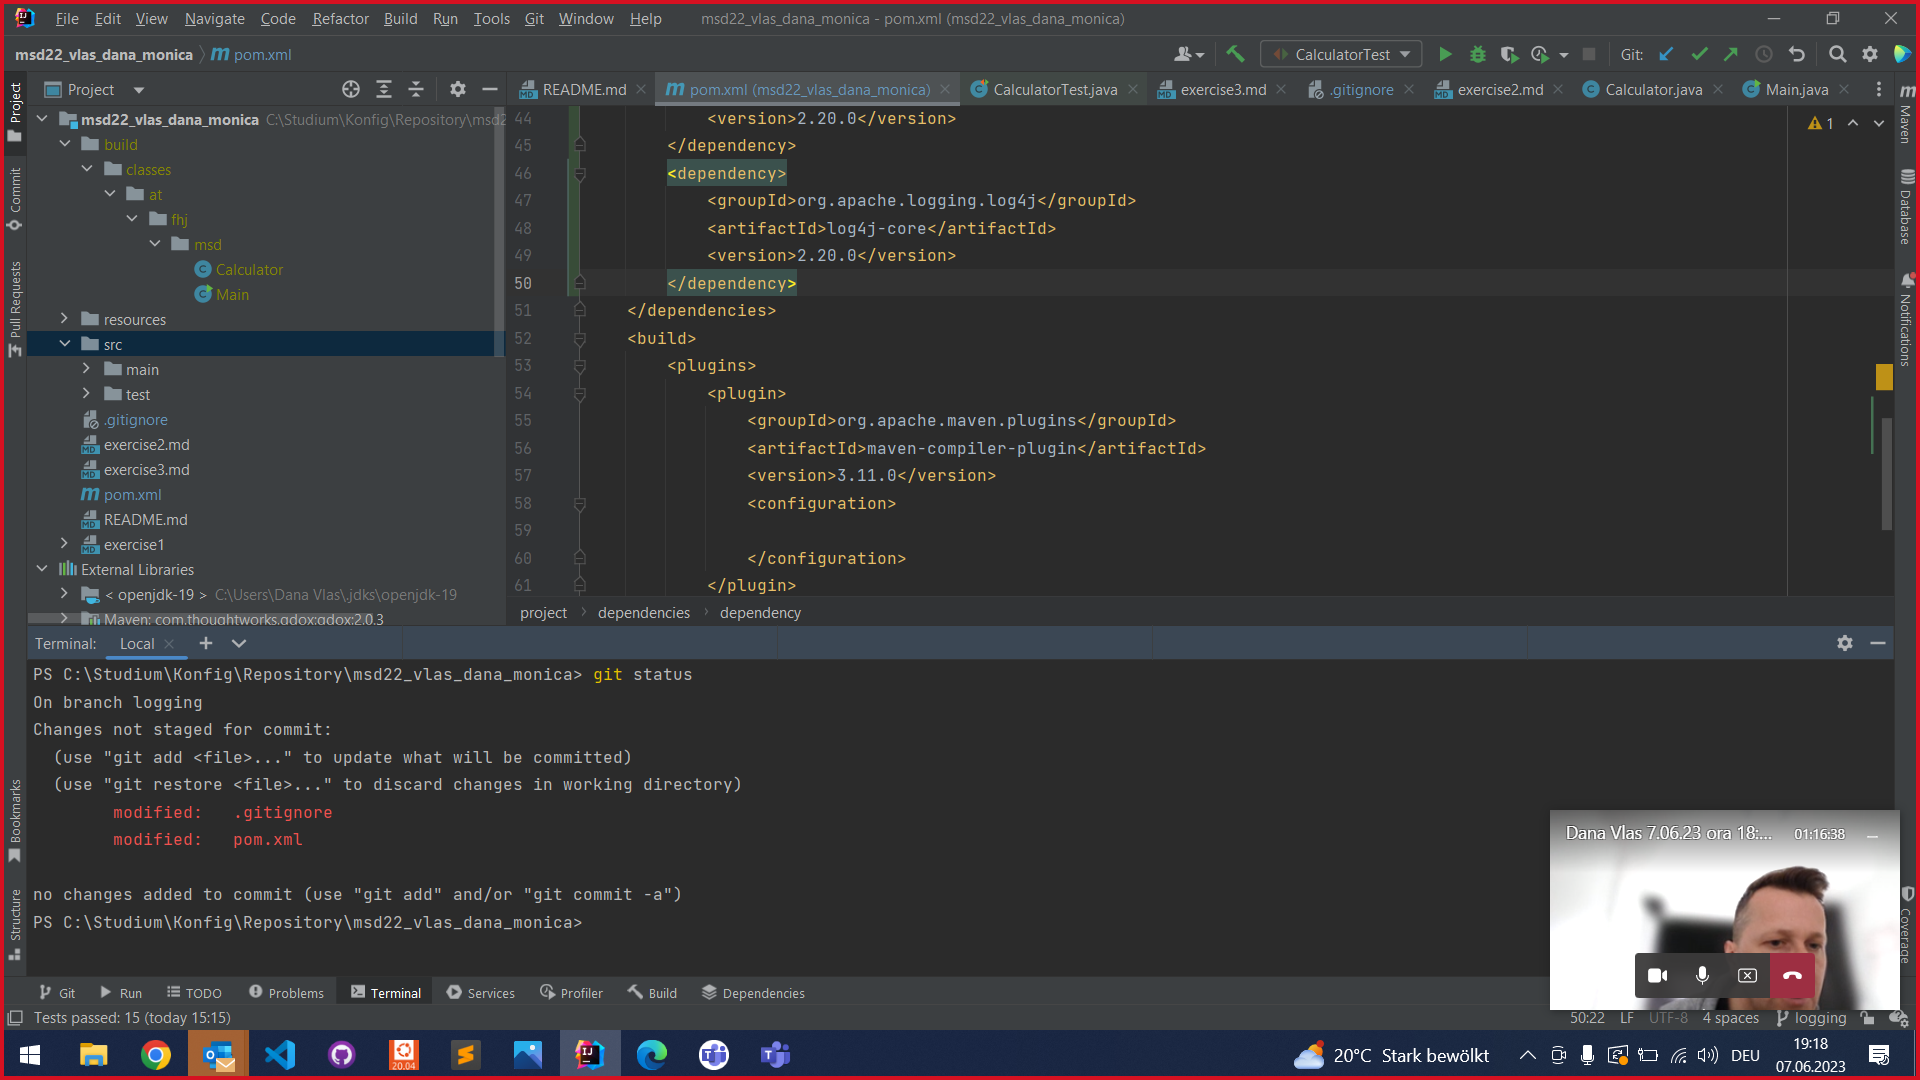 File Edit View Navigate Code Refactor Build Run Tools Git Window Help msd22_vlas_dana_monica - pom.xml (msd22_vlas_dana_monica)
msd22_vlas_dana_monica pom.xml CalculatorTest Git:
Project
README.md pom.xml (msd22_vlas_dana_monica) CalculatorTest.java exercise3.md .gitignore exercise2.md Calculator.java Main.java
msd22_vlas_dana_monica C:\Studium\Konfig\Repository\msd2
build
classes
at
fhj
msd
Calculator
Main
resources
src
main
test
.gitignore
exercise2.md
exercise3.md
pom.xml
README.md
exercise1
External Libraries
< openjdk-19 > C:\Users\Dana Vlas\.jdks\openjdk-19
Maven: com.thoughtworks.qdox:qdox:2.0.3
44 <version>2.20.0</version>
45 </dependency>
46 <dependency>
47 <groupId>org.apache.logging.log4j</groupId>
48 <artifactId>log4j-core</artifactId>
49 <version>2.20.0</version>
50 </dependency>
51 </dependencies>
52 <build>
53 <plugins>
54 <plugin>
55 <groupId>org.apache.maven.plugins</groupId>
56 <artifactId>maven-compiler-plugin</artifactId>
57 <version>3.11.0</version>
58 <configuration>
59
60 </configuration>
61 </plugin>
1
project dependencies dependency
Project
Commit
Pull Requests
Bookmarks
Structure
Maven
Database
Notifications
Coverage
Terminal: Local
PS C:\Studium\Konfig\Repository\msd22_vlas_dana_monica> git status
On branch logging
Changes not staged for commit:
(use "git add <file>..." to update what will be committed)
(use "git restore <file>..." to discard changes in working directory)
modified: .gitignore
modified: pom.xml
no changes added to commit (use "git add" and/or "git commit -a")
PS C:\Studium\Konfig\Repository\msd22_vlas_dana_monica>
Dana Vlas 7.06.23 ora 18:... 01:16:38
Git Run TODO Problems Terminal Services Profiler Build Dependencies
Tests passed: 15 (today 15:15) 50:22 LF UTF-8 4 spaces logging
20.04
20°C Stark bewölkt DEU
19:18
07.06.2023